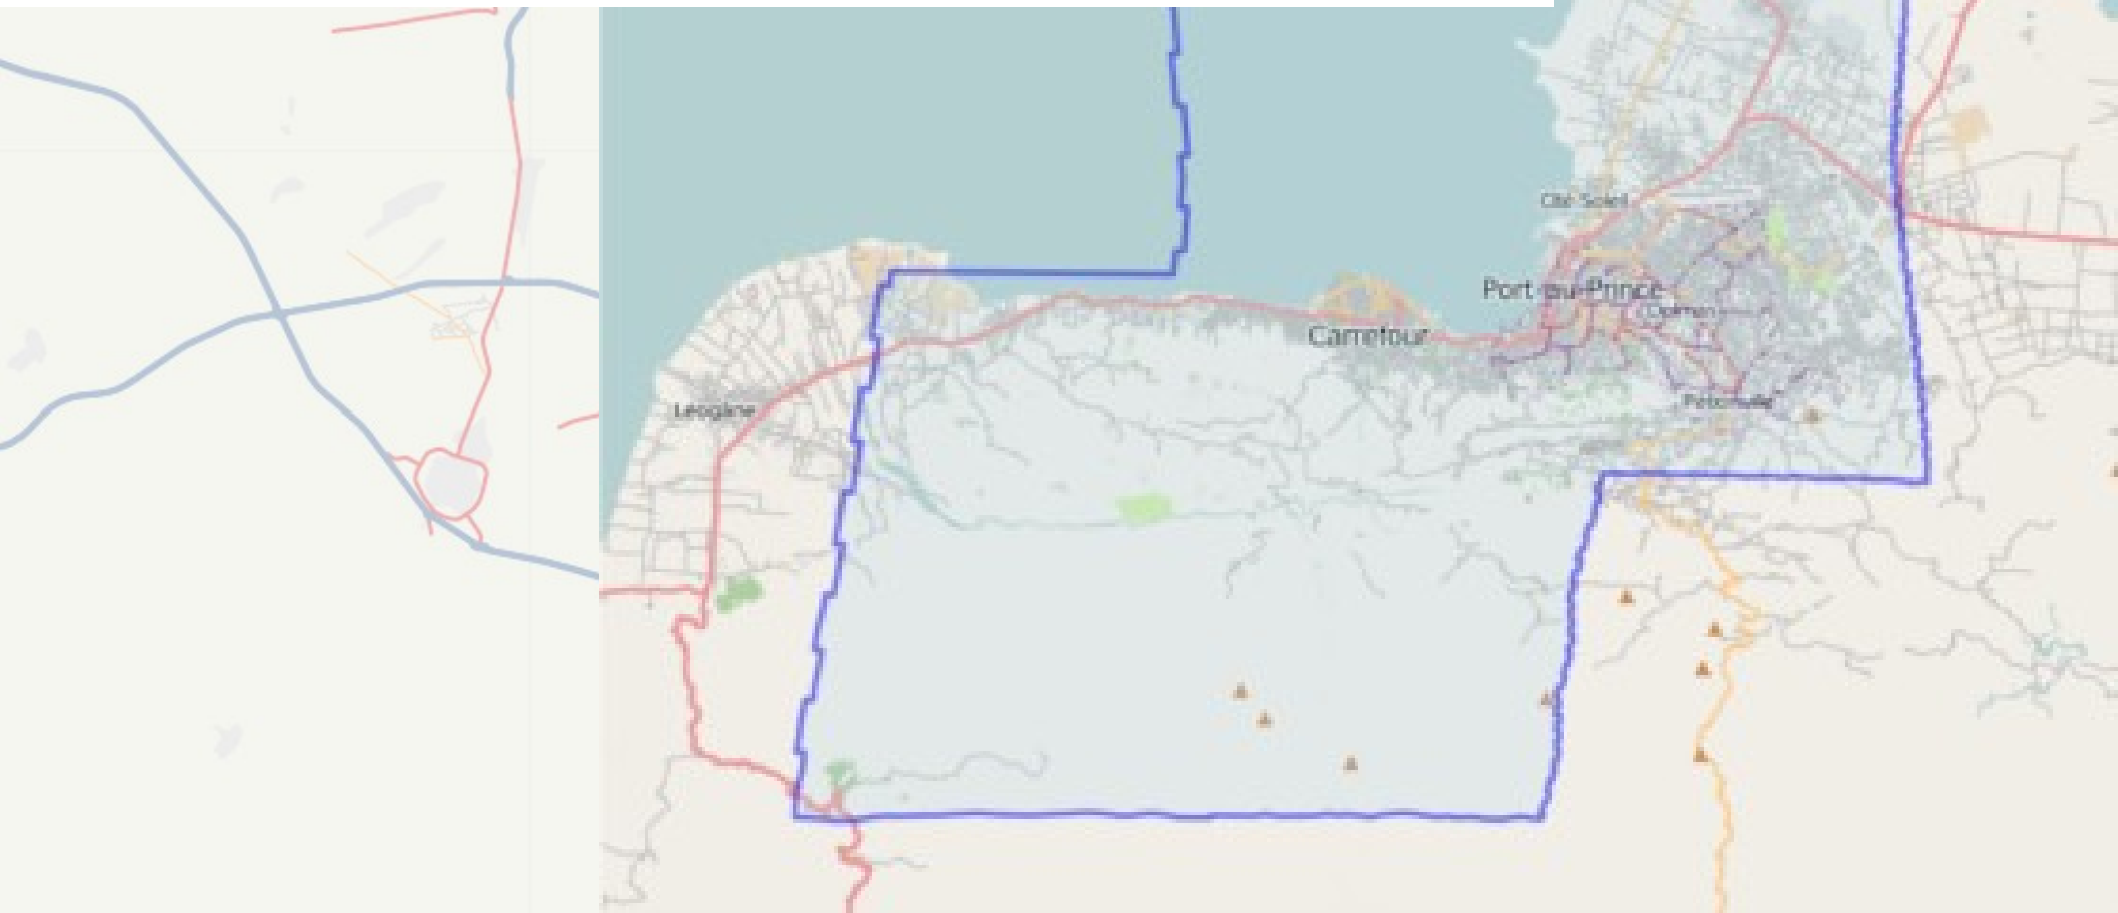 Cité Soleil
Port-au-Prince
Delmas
Carrefour
Pétionville
Léogâne